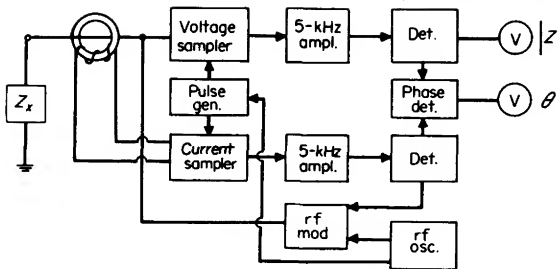 Voltage
sampler
5-kHz
ampl.
Det.
V
|Z
Zx
Pulse
gen.
Phase
det.
V
θ
Current
sampler
5-kHz
ampl.
Det.
rf
mod
rf
osc.